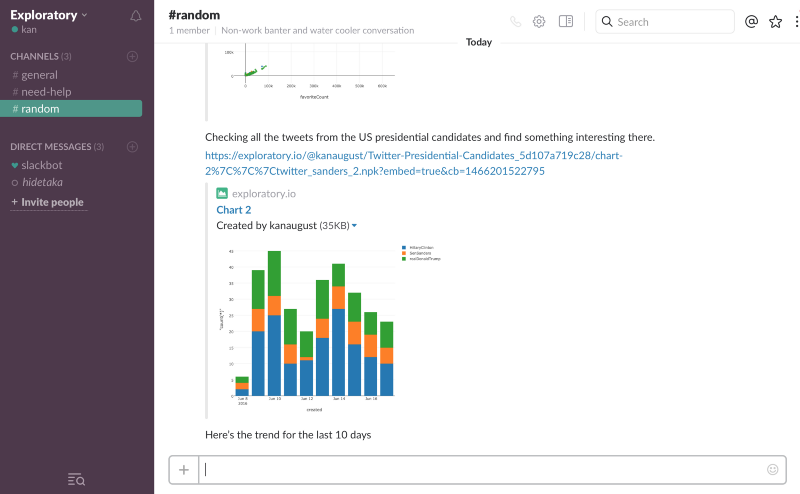 Exploratory
kan
CHANNELS (3)
# general
# need-help
# random
DIRECT MESSAGES (3)
slackbot
hidetaka
+ Invite people
#random
1 member | Non-work banter and water cooler conversation
Search
Today
100k
0
0 100k 200k 300k 400k 500k 600k
favoriteCount
Checking all the tweets from the US presidential candidates and find something interesting there.
https://exploratory.io/@kanaugust/Twitter-Presidential-Candidates_5d107a719c28/chart-
2%7C%7C%7Ctwitter_sanders_2.npk?embed=true&cb=1466201522795
exploratory.io
Chart 2
Created by kanaugust (35KB)
HillaryClinton
BernSanders
realDonaldTrump
45
40
35
30
25
20
15
10
5
0
"count(*)"
Jun 8 Jun 10 Jun 12 Jun 14 Jun 16
2016
created
Here's the trend for the last 10 days